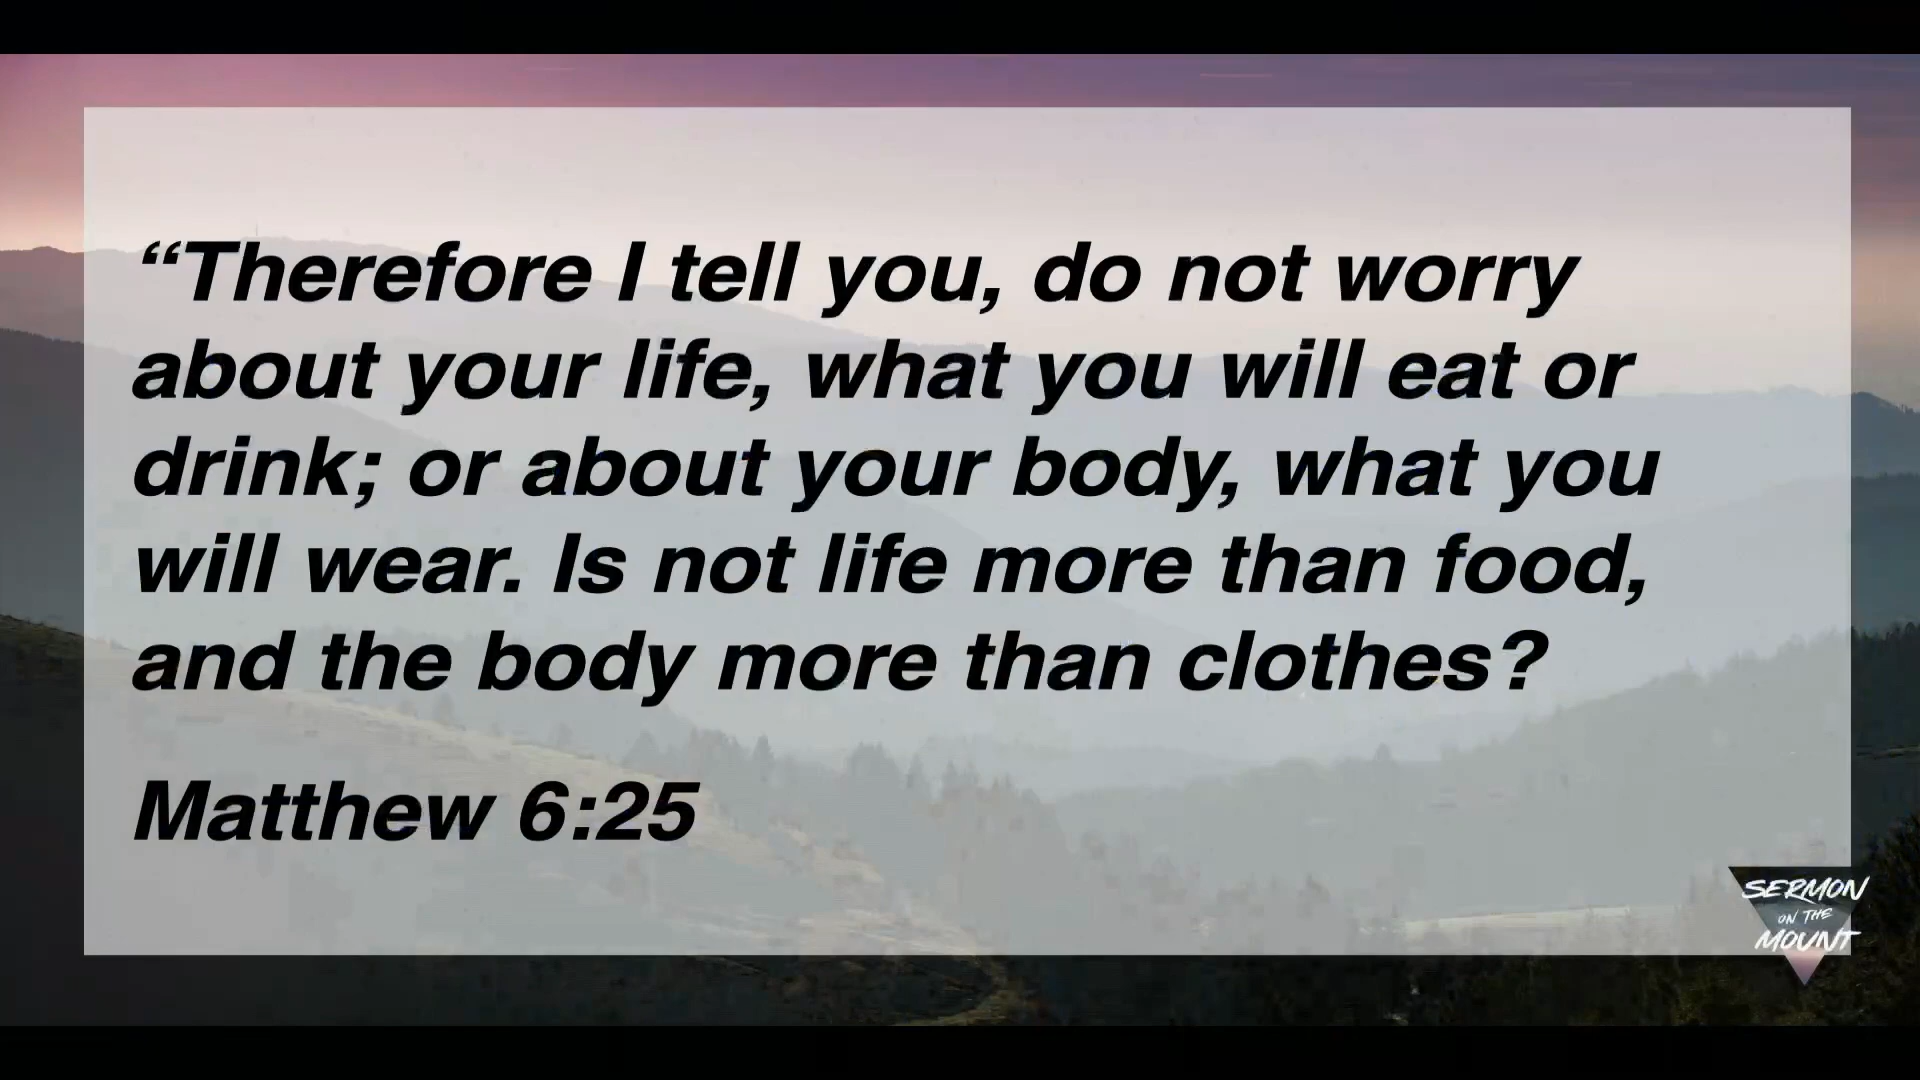 “Therefore I tell you, do not worry
about your life, what you will eat or
drink; or about your body, what you
will wear. Is not life more than food,
and the body more than clothes?
Matthew 6:25
SERMON
ON THE
MOUNT